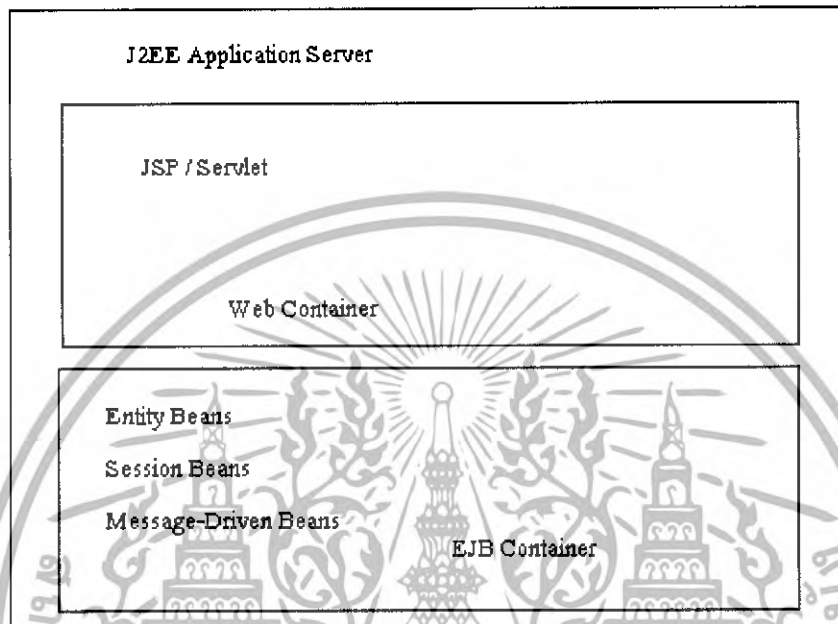 J2EE Application Server
JSP / Servlet
Web Container
Entity Beans
Session Beans
Message-Driven Beans
EJB Container